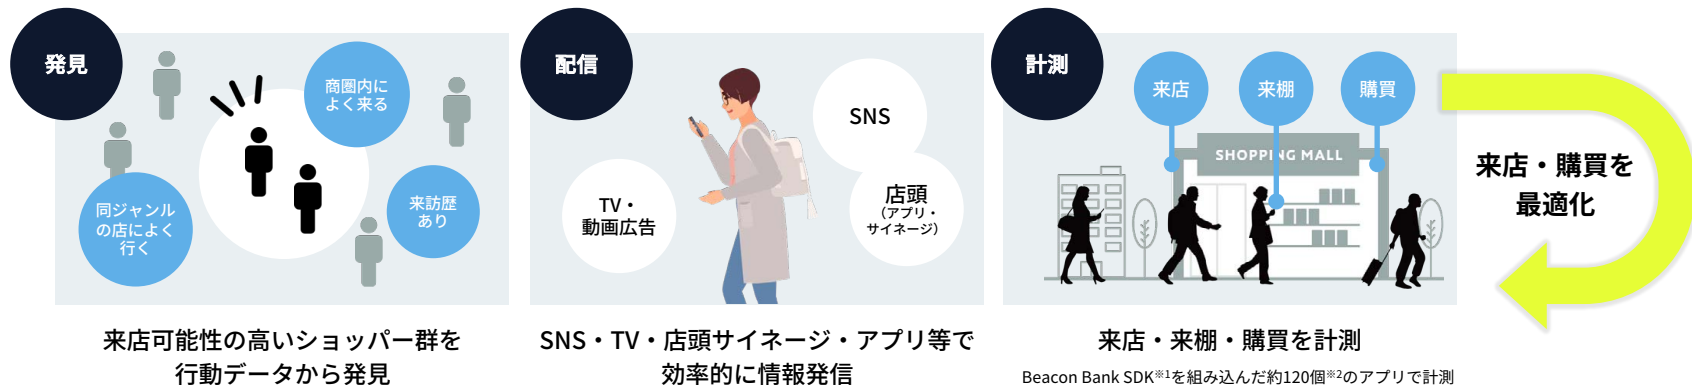 発見
商圏内に
よく来る
同ジャンル
の店によく
行く
来訪歴
あり
来店可能性の高いショッパー群を
行動データから発見
配信
SNS
TV・
動画広告
店頭
（アプリ・
サイネージ）
SNS・TV・店頭サイネージ・アプリ等で
効率的に情報発信
計測
来店
来棚
購買
SHOPPING MALL
来店・来棚・購買を計測
Beacon Bank SDK※1を組み込んだ約120個※2のアプリで計測
来店・購買を
最適化